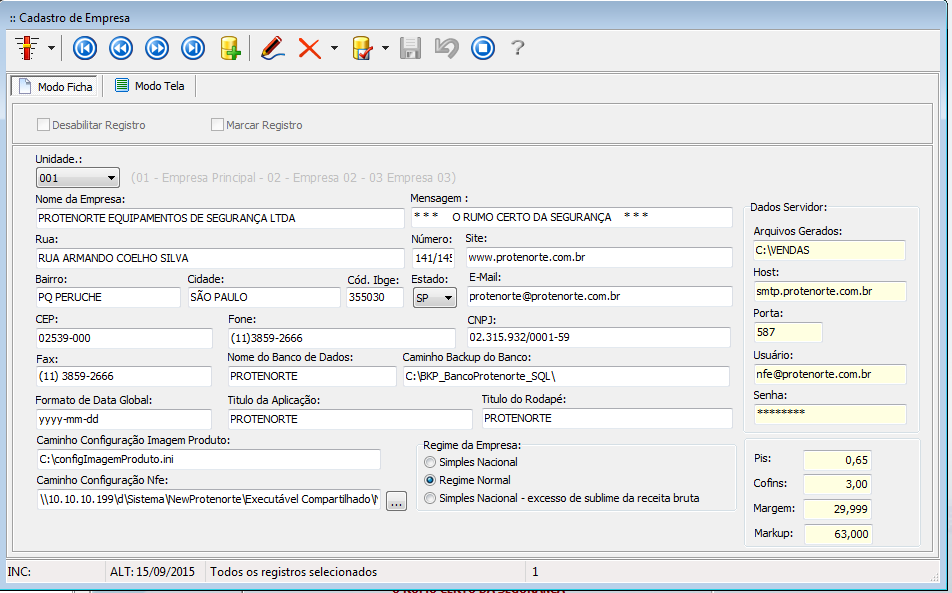 :: Cadastro de Empresa
?
Modo Ficha
Modo Tela
Desabilitar Registro
Marcar Registro
Unidade.:
001
(01 - Empresa Principal - 02 - Empresa 02 - 03 Empresa 03)
Nome da Empresa:
PROTENORTE EQUIPAMENTOS DE SEGURANÇA LTDA
Mensagem :
* * * O RUMO CERTO DA SEGURANÇA * * *
Rua:
RUA ARMANDO COELHO SILVA
Número:
141/145
Site:
www.protenorte.com.br
Bairro:
PQ PERUCHE
Cidade:
SÃO PAULO
Cód. Ibge:
355030
Estado:
SP
E-Mail:
protenorte@protenorte.com.br
CEP:
02539-000
Fone:
(11)3859-2666
CNPJ:
02.315.932/0001-59
Fax:
(11) 3859-2666
Nome do Banco de Dados:
PROTENORTE
Caminho Backup do Banco:
C:\BKP_BancoProtenorte_SQL\
Formato de Data Global:
yyyy-mm-dd
Titulo da Aplicação:
PROTENORTE
Titulo do Rodapé:
PROTENORTE
Caminho Configuração Imagem Produto:
C:\configImagemProduto.ini
Caminho Configuração Nfe:
\\10.10.10.199\d\Sistema\NewProtenorte\Executável Compartilhado\
...
Regime da Empresa:
Simples Nacional
Regime Normal
Simples Nacional - excesso de sublime da receita bruta
Dados Servidor:
Arquivos Gerados:
C:\VENDAS
Host:
smtp.protenorte.com.br
Porta:
587
Usuário:
nfe@protenorte.com.br
Senha:
********
Pis:
0,65
Cofins:
3,00
Margem:
29,999
Markup:
63,000
INC:
ALT: 15/09/2015
Todos os registros selecionados
1
O RUMO CERTO DA SEGURANÇA